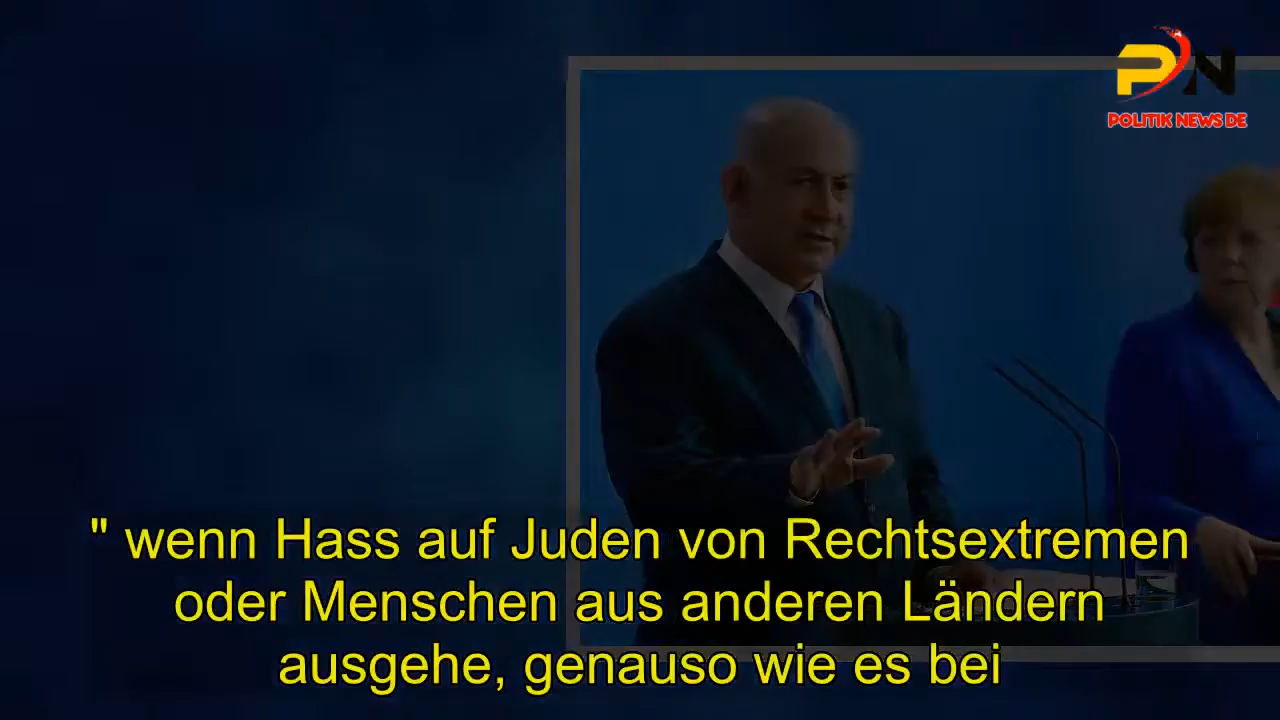 PN
POLITIK NEWS DE
" wenn Hass auf Juden von Rechtsextremen
oder Menschen aus anderen Ländern
ausgehe, genauso wie es bei